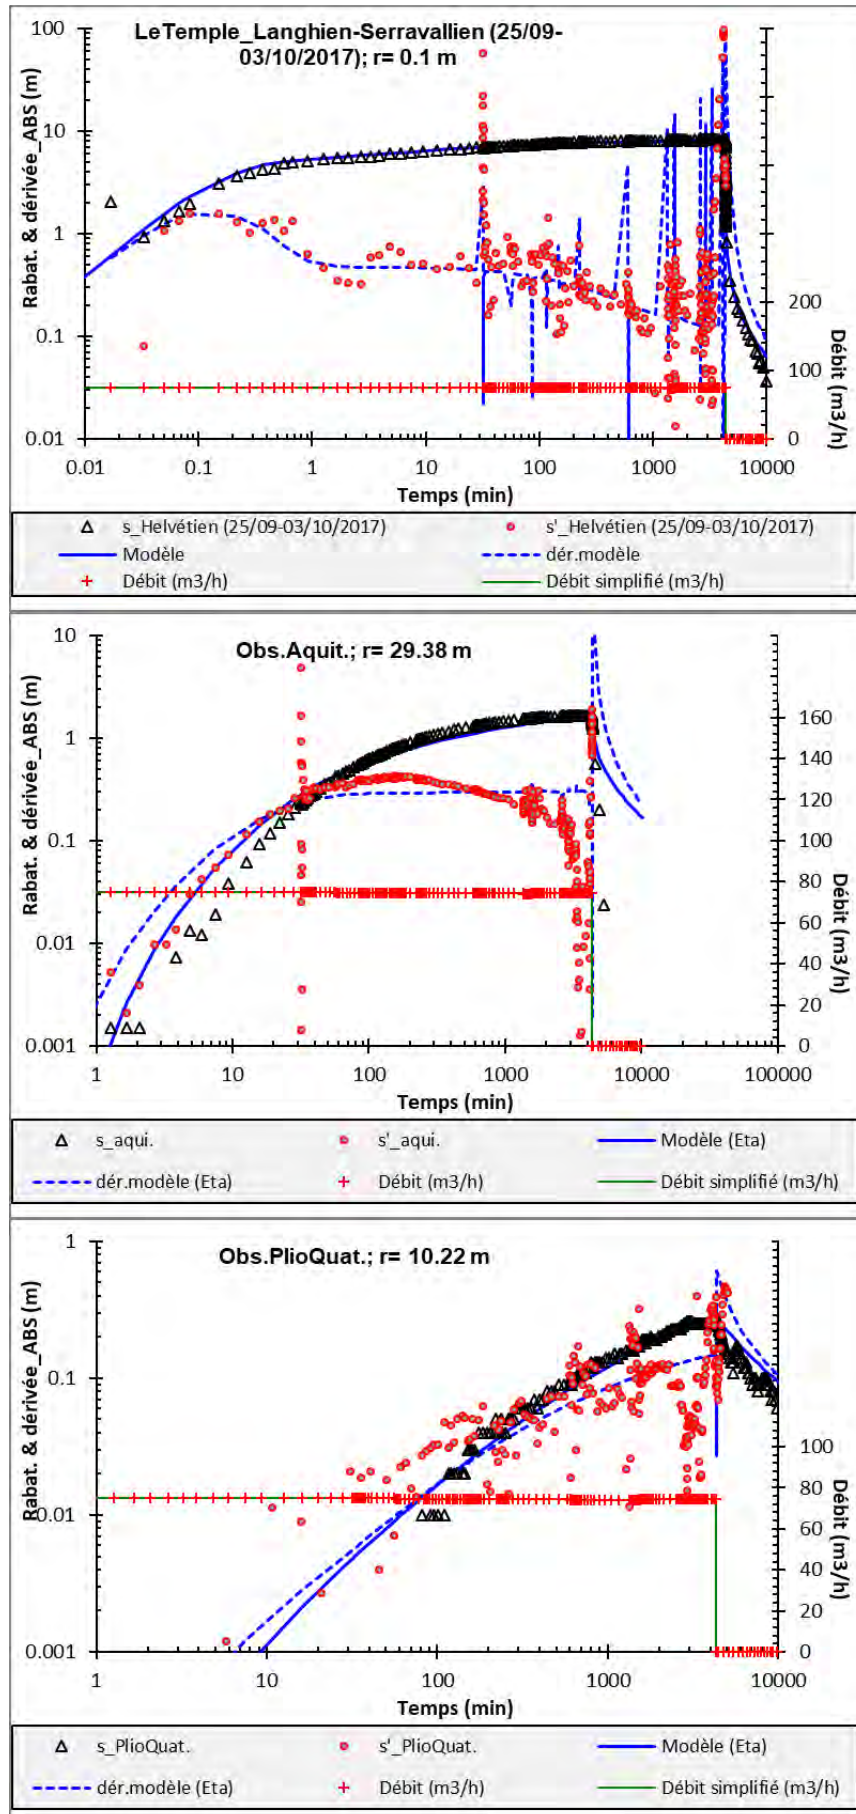 LeTemple_Langhien-Serravallien (25/09-
03/10/2017); r= 0.1 m
Rabat. & dérivée_ABS (m)
100
10
1
0.1
0.01
200
100
0
Débit (m3/h)
0.01 0.1 1 10 100 1000 10000
Temps (min)
s_Helvétien (25/09-03/10/2017) s'_Helvétien (25/09-03/10/2017)
Modèle dér.modèle
Débit (m3/h) Débit simplifié (m3/h)
Obs.Aquit.; r= 29.38 m
Rabat. & dérivée_ABS (m)
10
1
0.1
0.01
0.001
160
140
120
100
80
60
40
20
0
Débit (m3/h)
1 10 100 1000 10000 100000
Temps (min)
s_aqui. s'_aqui. Modèle (Eta)
dér.modèle (Eta) Débit (m3/h) Débit simplifié (m3/h)
Obs.PlioQuat.; r= 10.22 m
Rabat. & dérivée_ABS (m)
1
0.1
0.01
0.001
100
80
60
40
20
0
Débit (m3/h)
1 10 100 1000 10000
Temps (min)
s_PlioQuat. s'_PlioQuat. Modèle (Eta)
dér.modèle (Eta) Débit (m3/h) Débit simplifié (m3/h)